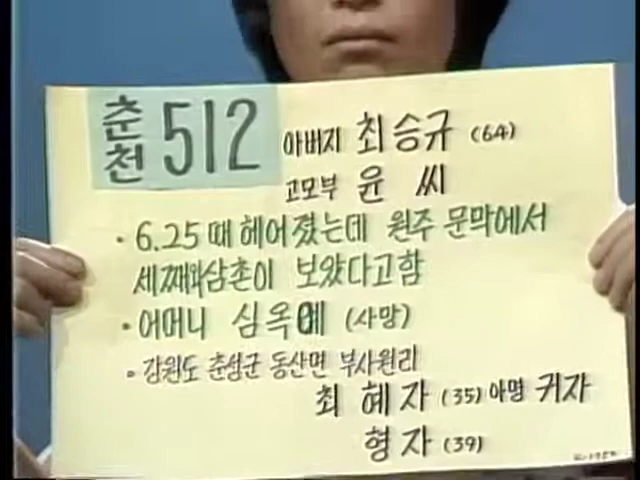 춘천 512
아버지 최승규 (64)
고모부 윤 씨
· 6.25 때 헤어졌는데 원주 문막에서
세째와삼촌이 보았다고함
· 어머니 심옥예 (사망)
· 강원도 춘성군 동산면 부사원리
최 혜자 (35) 아명 귀자
형자 (39)